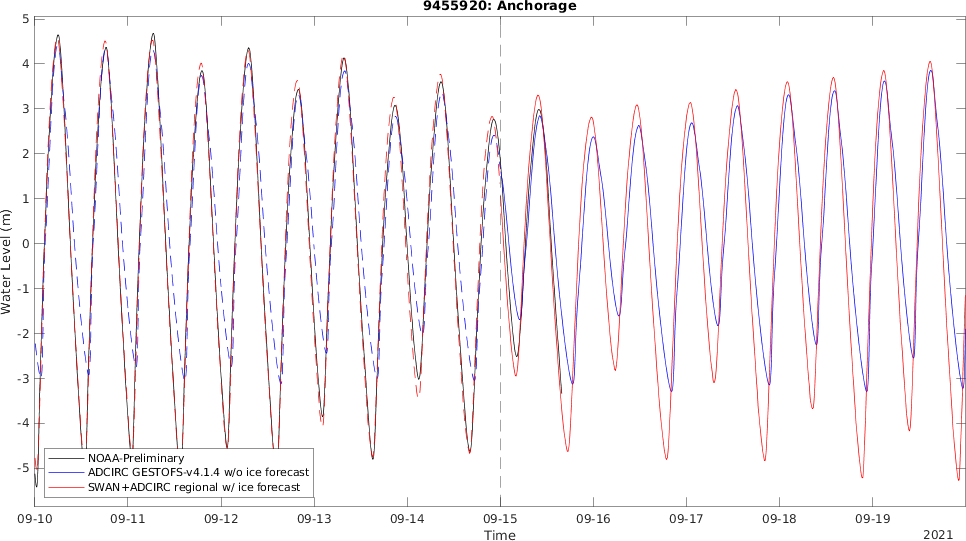 9455920: Anchorage
Water Level (m)
5
4
3
2
1
0
-1
-2
-3
-4
-5
NOAA-Preliminary
ADCIRC GESTOFS-v4.1.4 w/o ice forecast
SWAN+ADCIRC regional w/ ice forecast
09-10 09-11 09-12 09-13 09-14 09-15 09-16 09-17 09-18 09-19
Time
2021